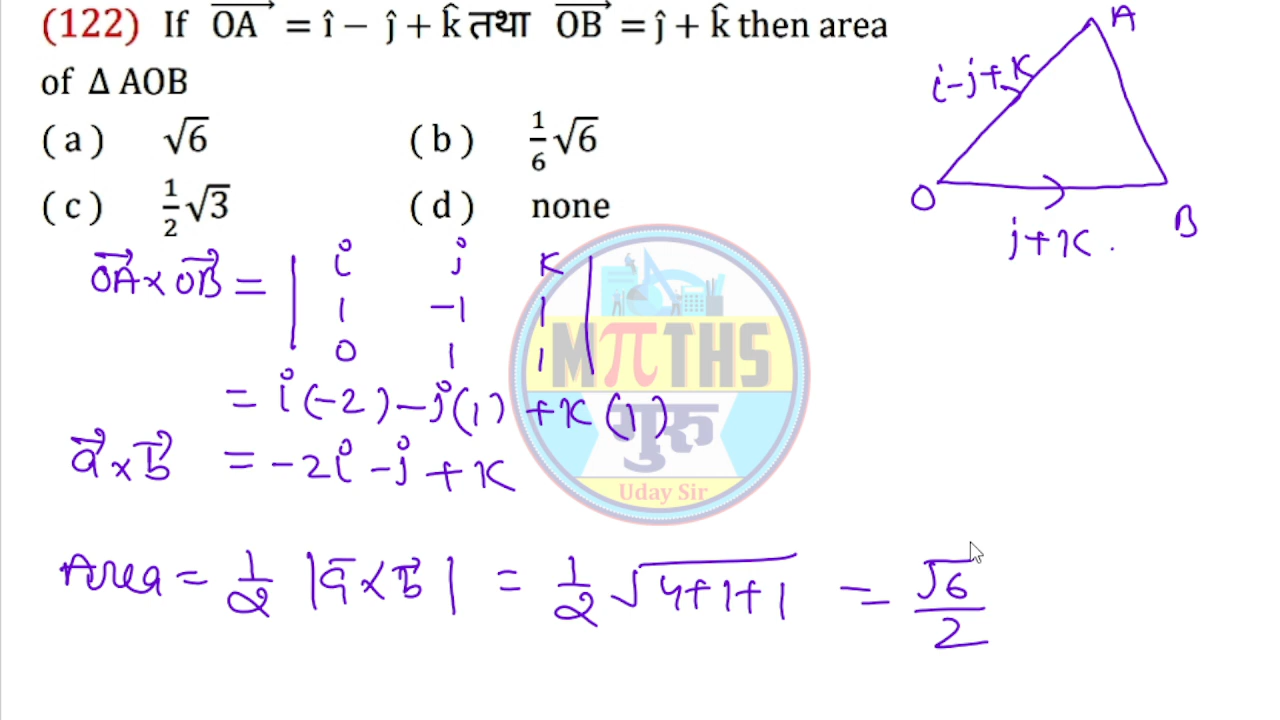 (122) If OA⃗ = î − ĵ + k̂ तथा OB⃗ = ĵ + k̂ then area
of Δ AOB
(a) √6 (b) 1/6 √6
(c) 1/2 √3 (d) none
A
i-j+k
O
B
j+k .
OA⃗ × OB⃗ = | i j k |
| 1 -1 1 |
| 0 1 1 |
= i(-2) - j(1) + k(1)
a⃗ × b⃗ = -2i - j + k
Area = 1/2 |a⃗ × b⃗| = 1/2 √4+1+1 = √6/2
MπTHS
गुरु
Uday Sir